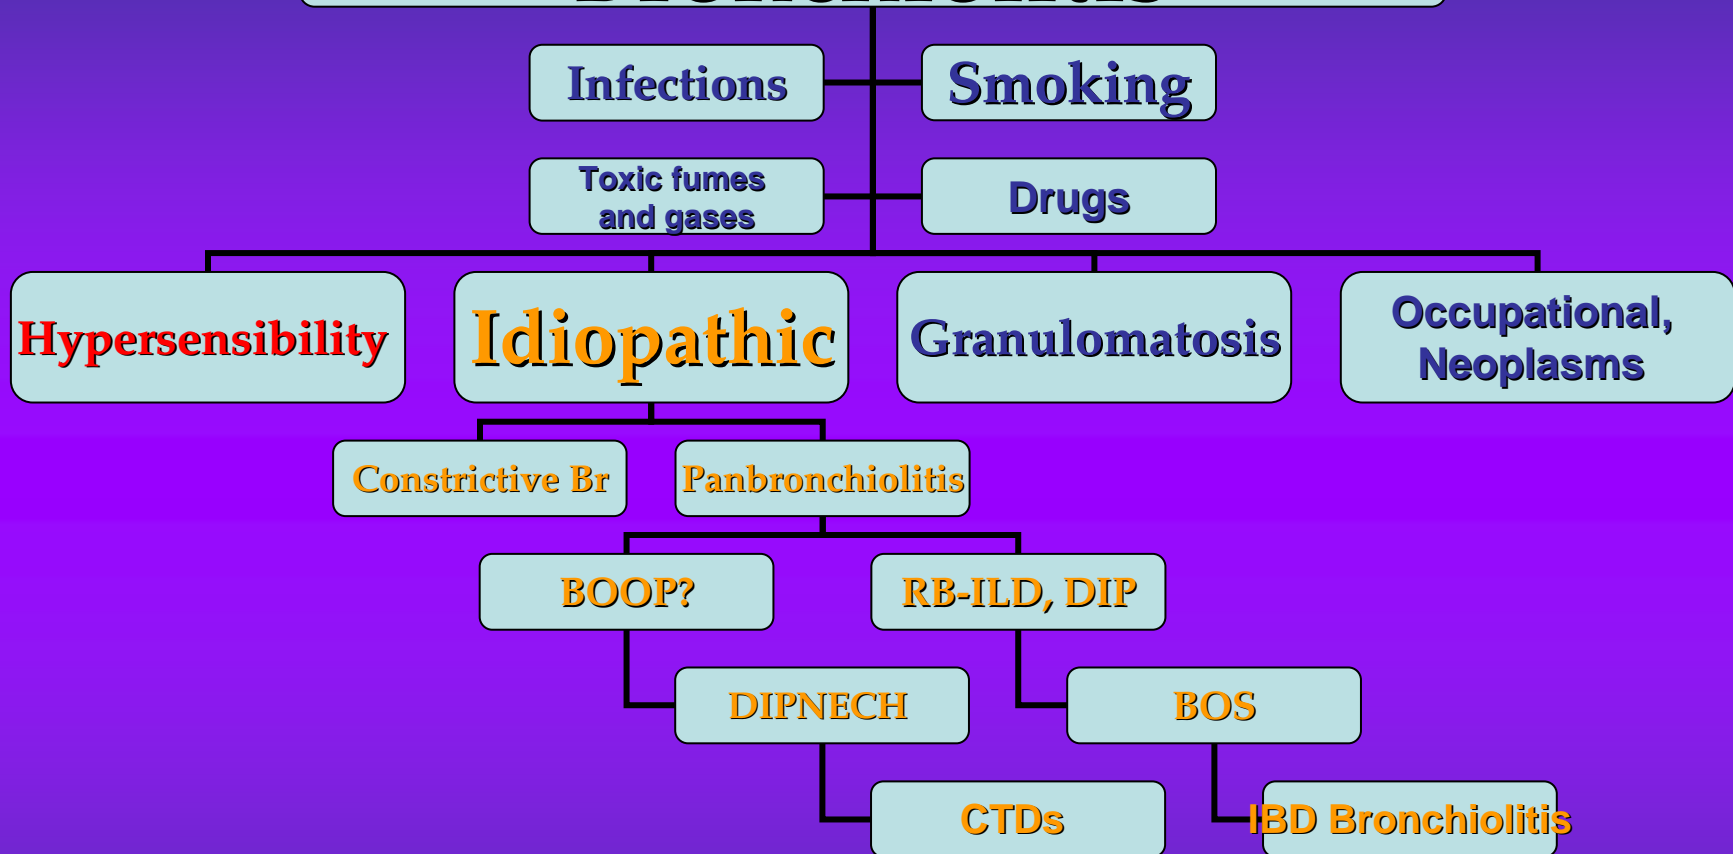 Bronchiolitis
Infections
Smoking
Toxic fumes
and gases
Drugs
Hypersensibility
Idiopathic
Granulomatosis
Occupational,
Neoplasms
Constrictive Br
Panbronchiolitis
BOOP?
RB-ILD, DIP
DIPNECH
BOS
CTDs
IBD Bronchiolitis